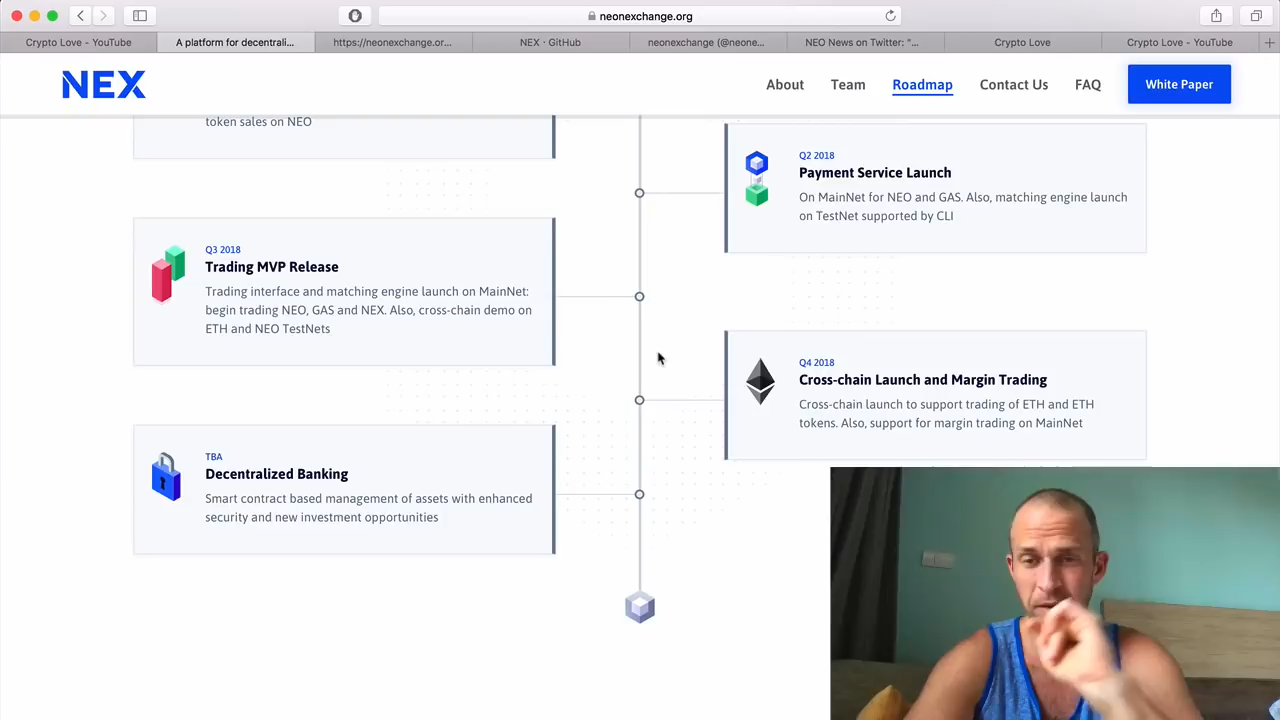 neonexchange.org
Crypto Love - YouTube
A platform for decentrali...
https://neonexchange.or...
NEX · GitHub
neonexchange (@neone...
NEO News on Twitter: "...
Crypto Love
Crypto Love - YouTube
NEX
About
Team
Roadmap
Contact Us
FAQ
White Paper
token sales on NEO
Q2 2018
Payment Service Launch
On MainNet for NEO and GAS. Also, matching engine launch
on TestNet supported by CLI
Q3 2018
Trading MVP Release
Trading interface and matching engine launch on MainNet:
begin trading NEO, GAS and NEX. Also, cross-chain demo on
ETH and NEO TestNets
Q4 2018
Cross-chain Launch and Margin Trading
Cross-chain launch to support trading of ETH and ETH
tokens. Also, support for margin trading on MainNet
TBA
Decentralized Banking
Smart contract based management of assets with enhanced
security and new investment opportunities